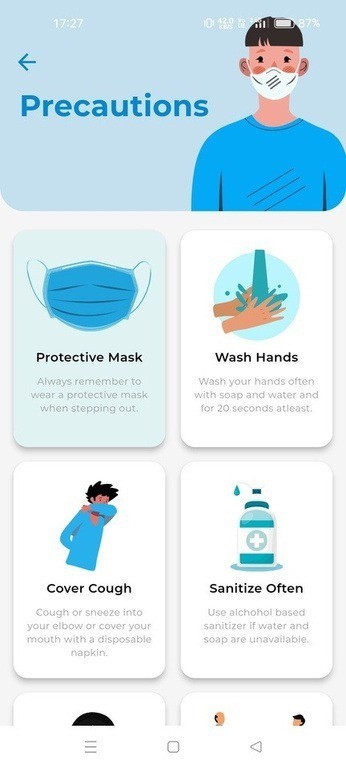 17:27
42.0
87%
Precautions
Protective Mask
Always remember to
wear a protective mask
when stepping out.
Wash Hands
Wash your hands often
with soap and water and
for 20 seconds atleast.
Cover Cough
Cough or sneeze into
your elbow or cover your
mouth with a disposable
napkin.
Sanitize Often
Use alchohol based
sanitizer if water and
soap are unavailable.